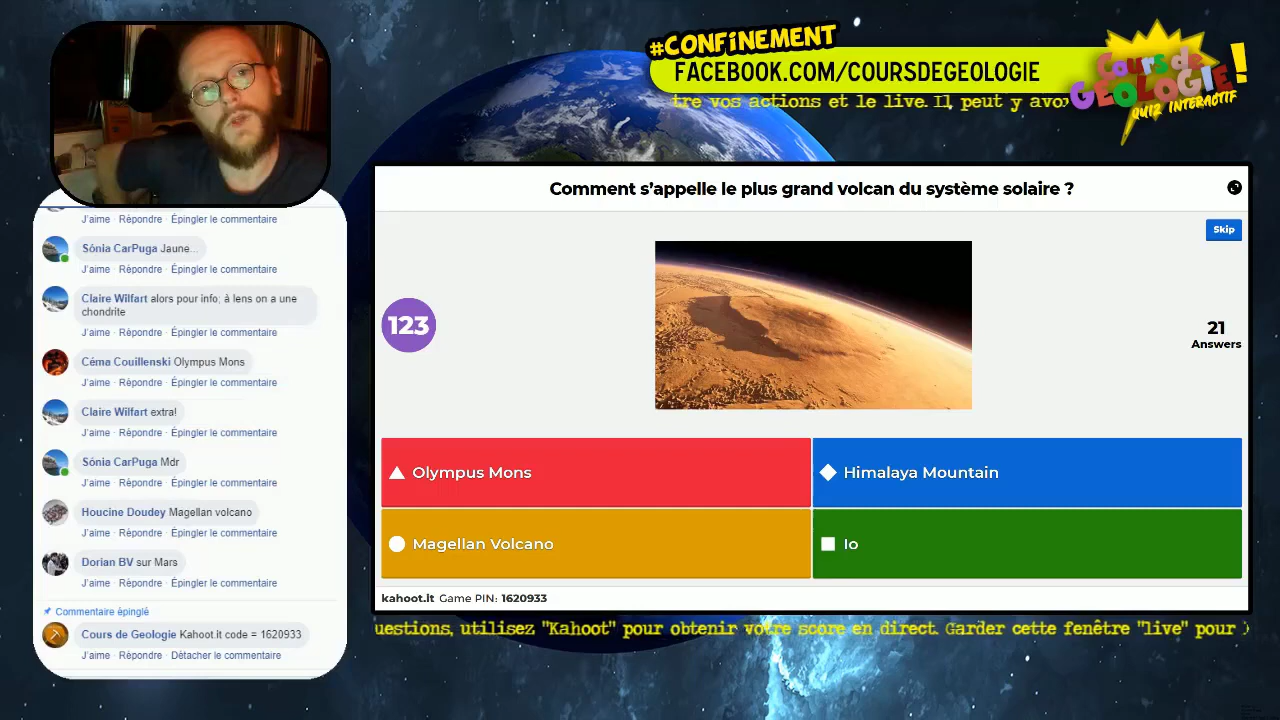 #CONFINEMENT
FACEBOOK.COM/COURSDEGEOLOGIE
Cours de
GEOLOGIE!
QUIZ INTERACTIF
tre vos actions et le live. Il peut y avo
Comment s'appelle le plus grand volcan du système solaire ?
Skip
123
21
Answers
Olympus Mons
Himalaya Mountain
Magellan Volcano
Io
kahoot.it Game PIN: 1620933
uestions, utilisez "Kahoot" pour obtenir votre score en direct. Garder cette fenêtre "live" pour
J'aime · Répondre · Épingler le commentaire
Sónia CarPuga Jaune...
J'aime · Répondre · Épingler le commentaire
Claire Wilfart alors pour info; à lens on a une
chondrite
J'aime · Répondre · Épingler le commentaire
Céma Couillenski Olympus Mons
J'aime · Répondre · Épingler le commentaire
Claire Wilfart extra!
J'aime · Répondre · Épingler le commentaire
Sónia CarPuga Mdr
J'aime · Répondre · Épingler le commentaire
Houcine Doudey Magellan volcano
J'aime · Répondre · Épingler le commentaire
Dorian BV sur Mars
J'aime · Répondre · Épingler le commentaire
Commentaire épinglé
Cours de Geologie Kahoot.it code = 1620933
J'aime · Répondre · Détacher le commentaire